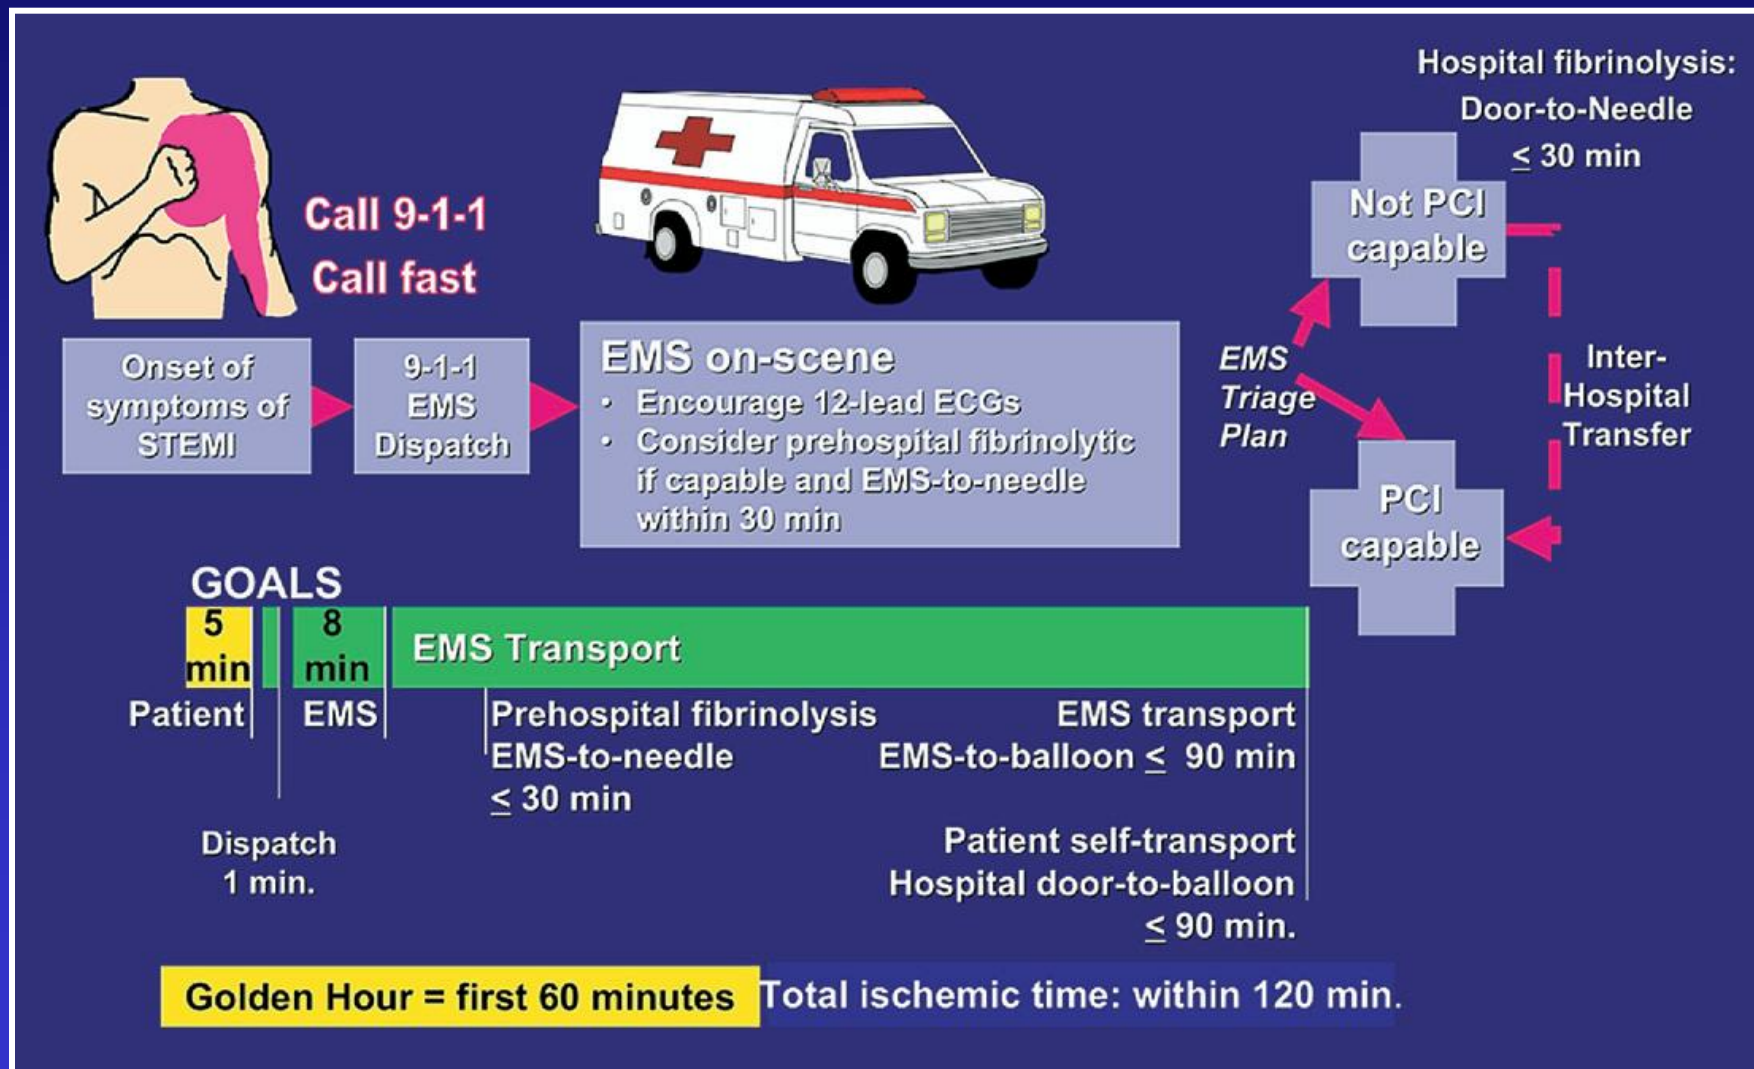 Hospital fibrinolysis:
Door-to-Needle
≤ 30 min
Call 9-1-1
Call fast
Not PCI
capable
Onset of
symptoms of
STEMI
9-1-1
EMS
Dispatch
EMS on-scene
• Encourage 12-lead ECGs
• Consider prehospital fibrinolytic
if capable and EMS-to-needle
within 30 min
EMS
Triage
Plan
Inter-
Hospital
Transfer
PCI
capable
GOALS
5
min
8
min
EMS Transport
Patient
EMS
Prehospital fibrinolysis
EMS-to-needle
≤ 30 min
EMS transport
EMS-to-balloon ≤ 90 min
Dispatch
1 min.
Patient self-transport
Hospital door-to-balloon
≤ 90 min.
Golden Hour = first 60 minutes
Total ischemic time: within 120 min.